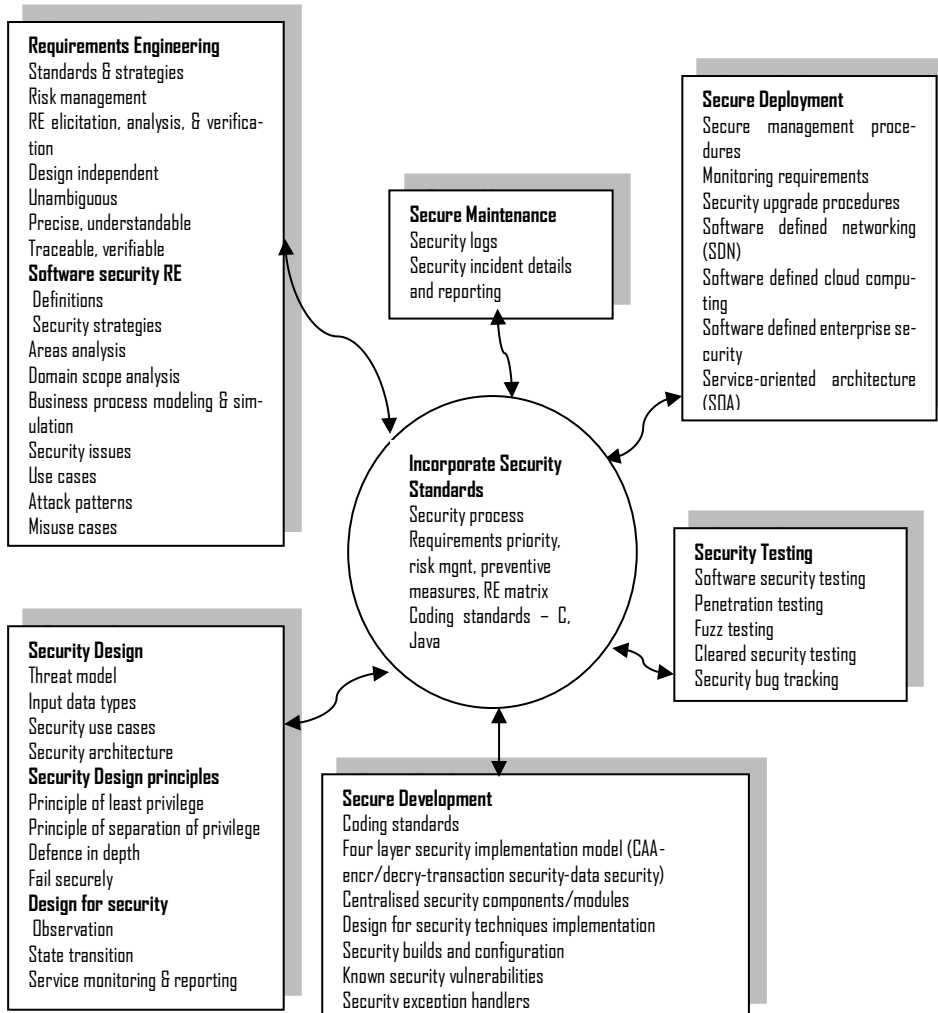 Requirements Engineering
Standards & strategies
Risk management
RE elicitation, analysis, & verifica-
tion
Design independent
Unambiguous
Precise, understandable
Traceable, verifiable
Software security RE
Definitions
Security strategies
Areas analysis
Domain scope analysis
Business process modeling & sim-
ulation
Security issues
Use cases
Attack patterns
Misuse cases
Secure Maintenance
Security logs
Security incident details
and reporting
Secure Deployment
Secure management proce-
dures
Monitoring requirements
Security upgrade procedures
Software defined networking
(SDN)
Software defined cloud compu-
ting
Software defined enterprise se-
curity
Service-oriented architecture
(SOA)
Incorporate Security
Standards
Security process
Requirements priority,
risk mgnt, preventive
measures, RE matrix
Coding standards – C,
Java
Security Testing
Software security testing
Penetration testing
Fuzz testing
Cleared security testing
Security bug tracking
Security Design
Threat model
Input data types
Security use cases
Security architecture
Security Design principles
Principle of least privilege
Principle of separation of privilege
Defence in depth
Fail securely
Design for security
Observation
State transition
Service monitoring & reporting
Secure Development
Coding standards
Four layer security implementation model (CAA-
encr/decry-transaction security-data security)
Centralised security components/modules
Design for security techniques implementation
Security builds and configuration
Known security vulnerabilities
Security exception handlers